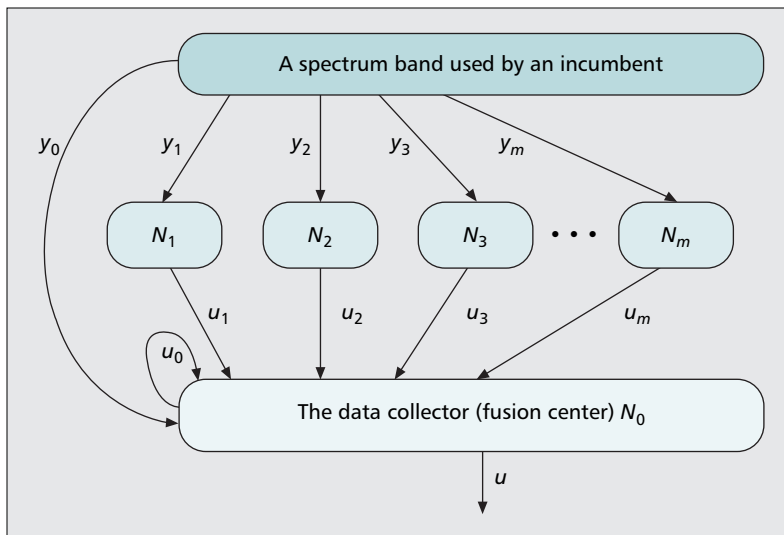 A spectrum band used by an incumbent
y0 y1 y2 y3 ym
N1 N2 N3 • • • Nm
u1 u2 u3 um
u0
The data collector (fusion center) N0
u